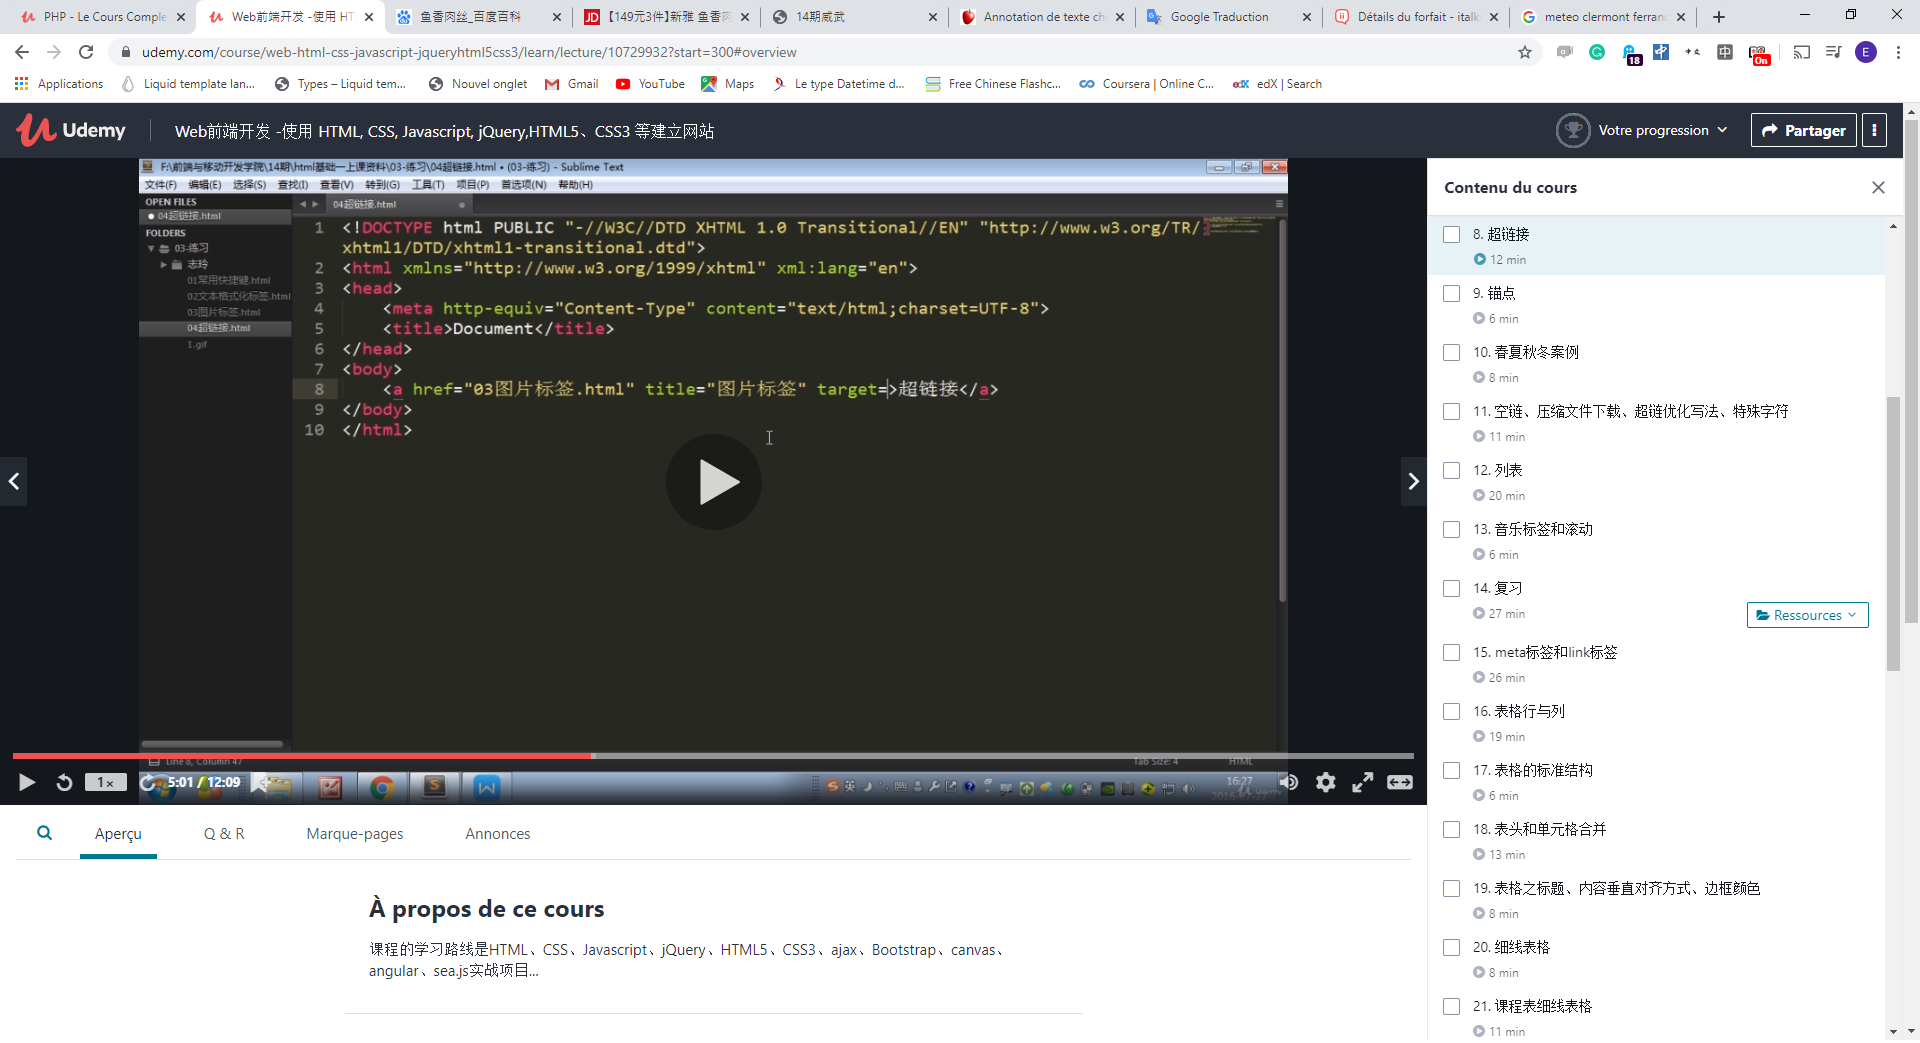 PHP - Le Cours Comple
Web前端开发 -使用 HT
鱼香肉丝_百度百科
【149元3件】新雅 鱼香肉
14期威武
Annotation de texte ch
Google Traduction
Détails du forfait - italk
meteo clermont ferran
udemy.com/course/web-html-css-javascript-jqueryhtml5css3/learn/lecture/10729932?start=300#overview
18
On
E
Applications
Liquid template lan...
Types – Liquid tem...
Nouvel onglet
Gmail
YouTube
Maps
Le type Datetime d...
Free Chinese Flashc...
Coursera | Online C...
edX | Search
Udemy
Web前端开发 -使用 HTML, CSS, Javascript, jQuery,HTML5、CSS3 等建立网站
Votre progression
Partager
F:\前端与移动开发学院\14期\html基础一上课资料\03-练习\04超链接.html • (03-练习) - Sublime Text
文件(F) 编辑(E) 选择(S) 查找(I) 查看(V) 转到(G) 工具(T) 项目(P) 首选项(N) 帮助(H)
OPEN FILES
04超链接.html
FOLDERS
03-练习
志玲
01常用快捷键.html
02文本格式化标签.html
03图片标签.html
04超链接.html
1.gif
04超链接.html
1 <!DOCTYPE html PUBLIC "-//W3C//DTD XHTML 1.0 Transitional//EN" "http://www.w3.org/TR/
xhtml1/DTD/xhtml1-transitional.dtd">
2 <html xmlns="http://www.w3.org/1999/xhtml" xml:lang="en">
3 <head>
4 <meta http-equiv="Content-Type" content="text/html;charset=UTF-8">
5 <title>Document</title>
6 </head>
7 <body>
8 <a href="03图片标签.html" title="图片标签" target=>超链接</a>
9 </body>
10 </html>
Line 8, Column 47
Tab Size: 4
HTML
1×
5:01 / 12:09
英
16:27
Contenu du cours
8. 超链接
12 min
9. 锚点
6 min
10. 春夏秋冬案例
8 min
11. 空链、压缩文件下载、超链优化写法、特殊字符
11 min
12. 列表
20 min
13. 音乐标签和滚动
6 min
14. 复习
27 min
Ressources
15. meta标签和link标签
26 min
16. 表格行与列
19 min
17. 表格的标准结构
6 min
18. 表头和单元格合并
13 min
19. 表格之标题、内容垂直对齐方式、边框颜色
8 min
20. 细线表格
8 min
21. 课程表细线表格
11 min
Aperçu
Q & R
Marque-pages
Annonces
À propos de ce cours
课程的学习路线是HTML、CSS、Javascript、jQuery、HTML5、CSS3、ajax、Bootstrap、canvas、
angular、sea.js实战项目...